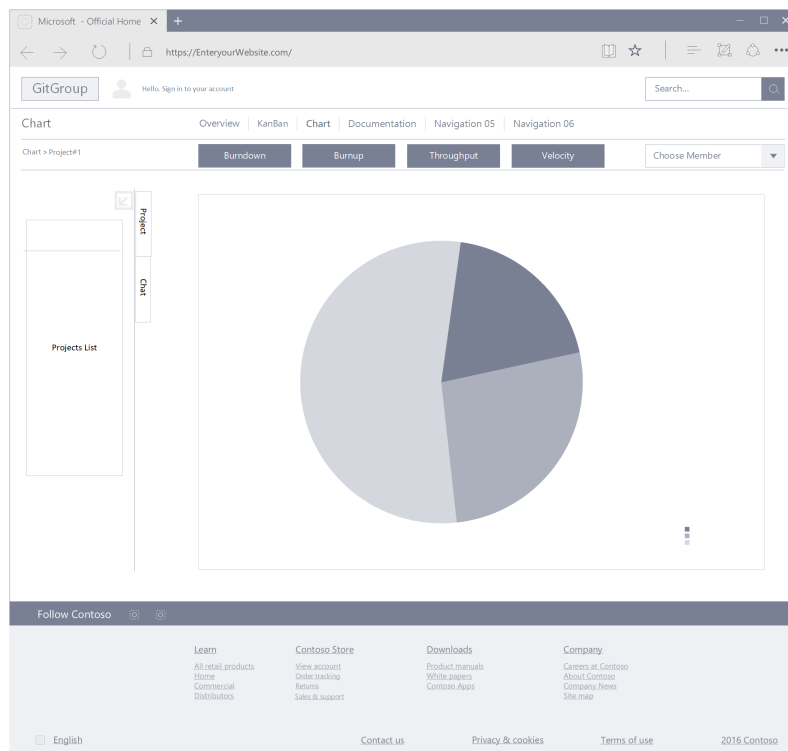 Microsoft - Official Home
https://EnteryourWebsite.com/
GitGroup
Hello. Sign in to your account
Search...
Chart
Overview
KanBan
Chart
Documentation
Navigation 05
Navigation 06
Chart > Project#1
Burndown
Burnup
Throughput
Velocity
Choose Member
Project
Chat
Projects List
Follow Contoso
Learn
All retail products
Home
Commercial
Distributors
Contoso Store
View account
Order tracking
Returns
Sales & support
Downloads
Product manuals
White papers
Contoso Apps
Company
Careers at Contoso
About Contoso
Company News
Site map
English
Contact us
Privacy & cookies
Terms of use
2016 Contoso